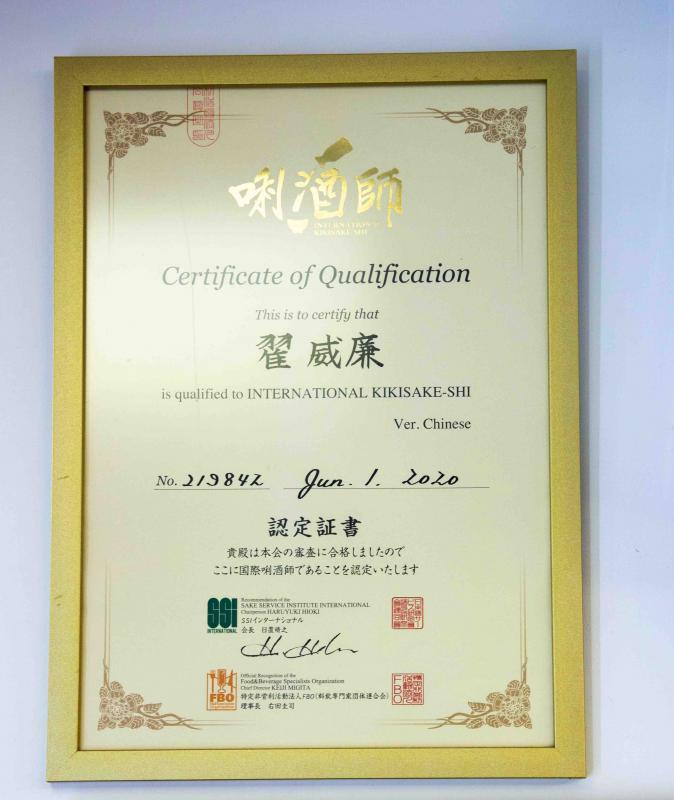 唎酒師
INTERNATIONAL
KIKISAKE-SHI
Certificate of Qualification
This is to certify that
翟 威廉
is qualified to INTERNATIONAL KIKISAKE-SHI
Ver. Chinese
No. 219842 Jun. 1. 2020
認定証書
貴殿は本会の審査に合格しましたので
ここに国際唎酒師であることを認定いたします
SSI
INTERNATIONAL
Recommendation of the
SAKE SERVICE INSTITUTE INTERNATIONAL
Chairperson HARUYUKI HIOKI
SSIインターナショナル
会長 日置晴之
FBO
Official Recognition of the
Food&Beverage Specialists Organization
Chief Director KEIJI MIGITA
特定非営利活動法人FBO(料飲専門家団体連合会)
理事長 右田圭司
FBO